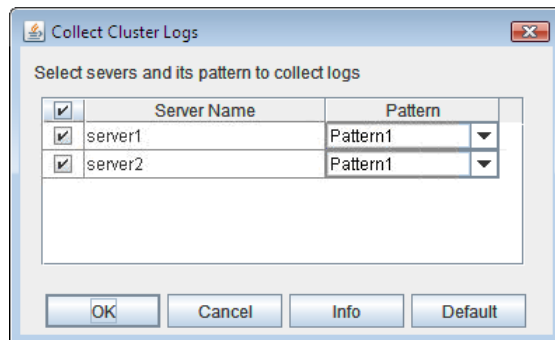 Collect Cluster Logs
Select severs and its pattern to collect logs
Server Name Pattern
server1 Pattern1
server2 Pattern1
OK Cancel Info Default